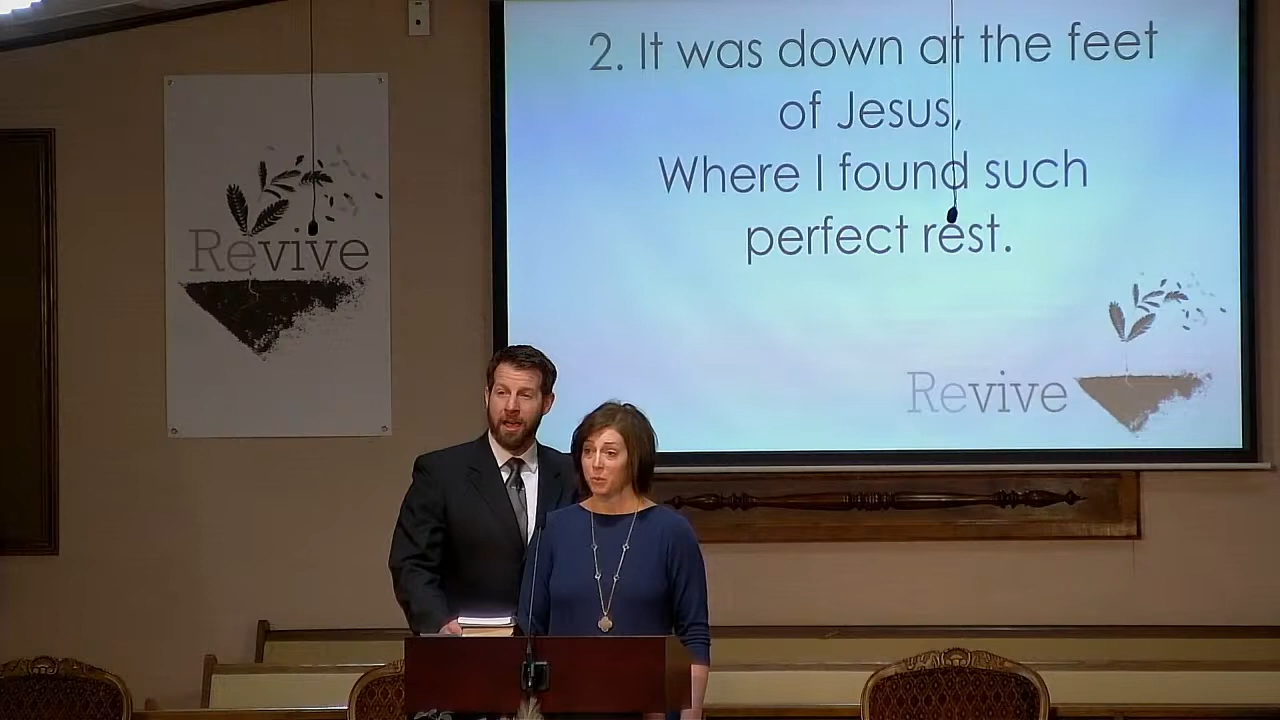 Revive
2. It was down at the feet
of Jesus,
Where I found such
perfect rest.
Revive